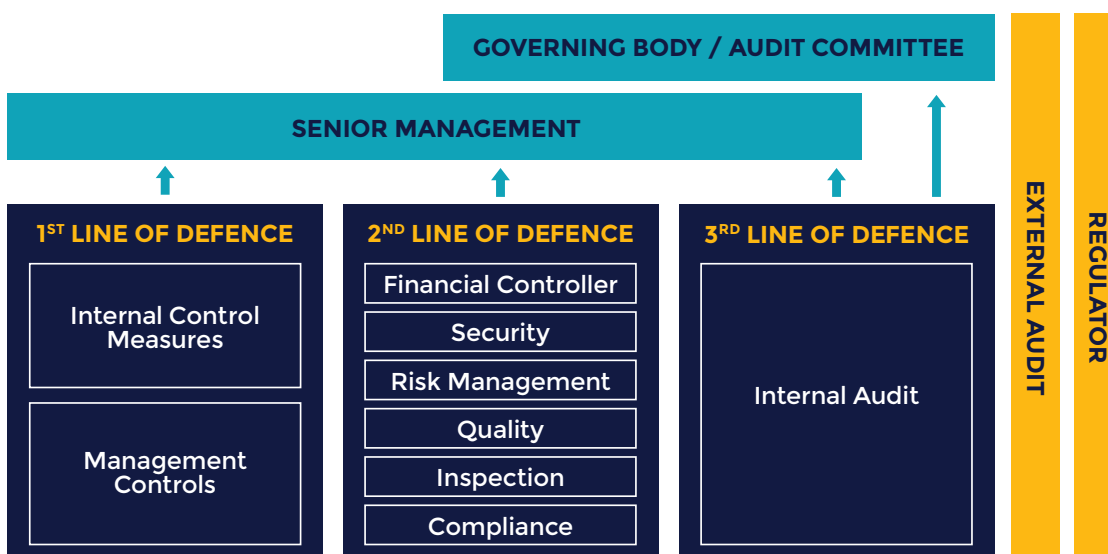 GOVERNING BODY / AUDIT COMMITTEE
SENIOR MANAGEMENT
1ST LINE OF DEFENCE
Internal Control
Measures
Management
Controls
2ND LINE OF DEFENCE
Financial Controller
Security
Risk Management
Quality
Inspection
Compliance
3RD LINE OF DEFENCE
Internal Audit
EXTERNAL AUDIT
REGULATOR